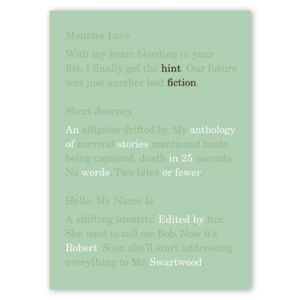 Monster Love
With my heart bleeding in your
fist, I finally got the hint. Our future
was just another bad fiction.
Short Journey
An alligator drifted by. My anthology
of survival stories mentioned boats
being capsized, death in 25 seconds.
No words. Two bites or fewer.
Hello, My Name Is
A shifting identity. Edited by her.
She used to call me Bob. Now it's
Robert. Soon she'll start addressing
everything to Mr. Swartwood.